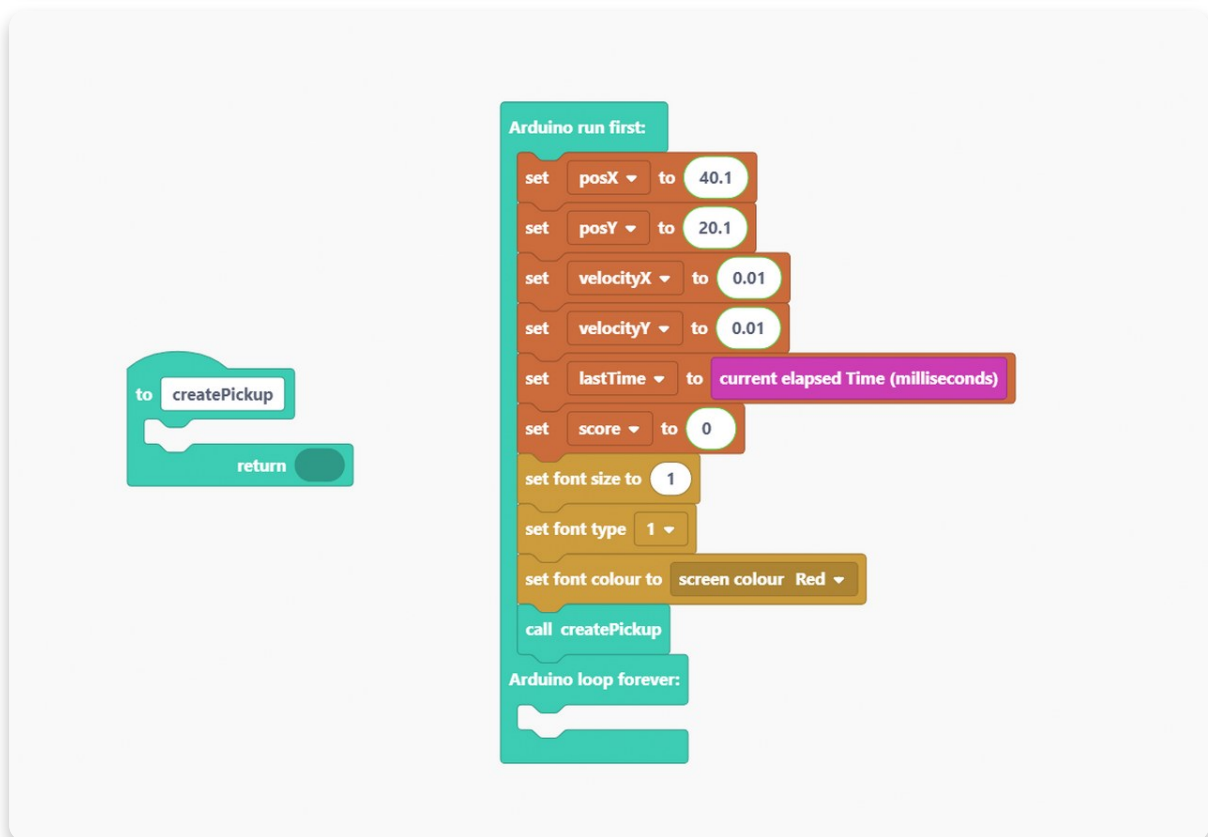 to createPickup
return
Arduino run first:
set posX to 40.1
set posY to 20.1
set velocityX to 0.01
set velocityY to 0.01
set lastTime to current elapsed Time (milliseconds)
set score to 0
set font size to 1
set font type 1
set font colour to screen colour Red
call createPickup
Arduino loop forever: